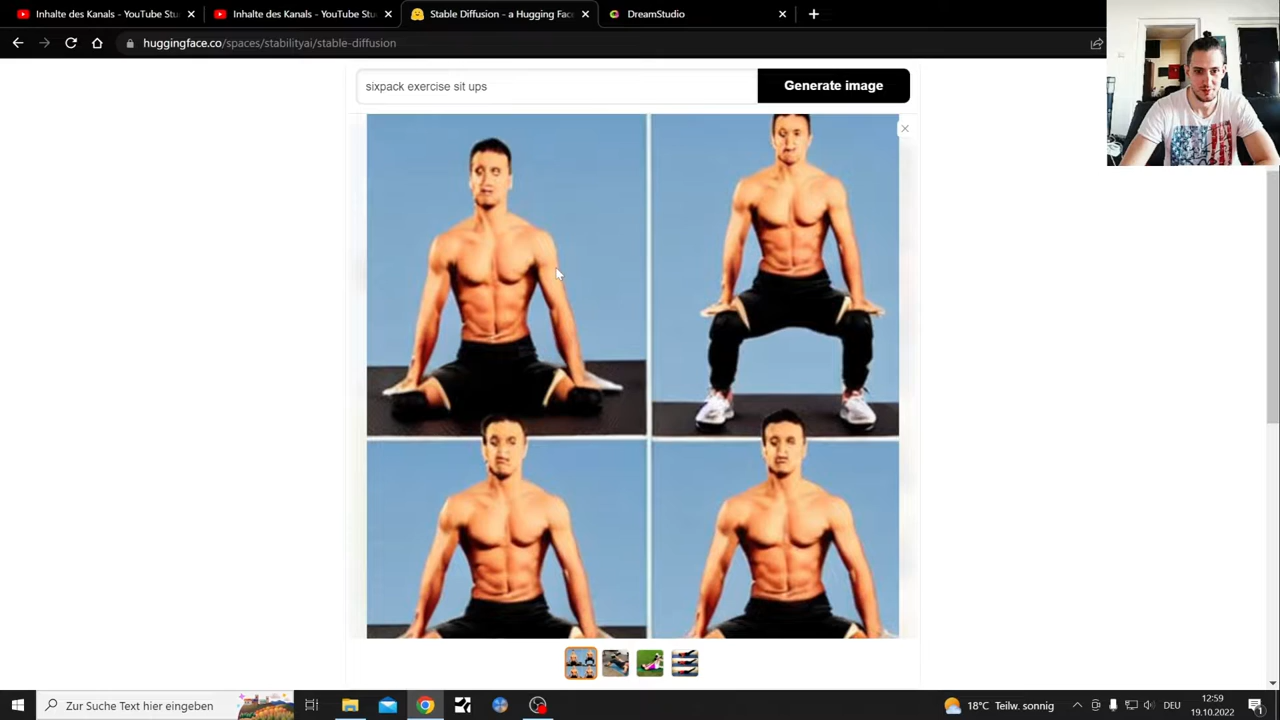 Inhalte des Kanals - YouTube Stu
Inhalte des Kanals - YouTube Stu
Stable Diffusion - a Hugging Fac
DreamStudio
huggingface.co/spaces/stabilityai/stable-diffusion
sixpack exercise sit ups
Generate image
Zur Suche Text hier eingeben
18°C Teilw. sonnig
DEU
12:59
19.10.2022
1